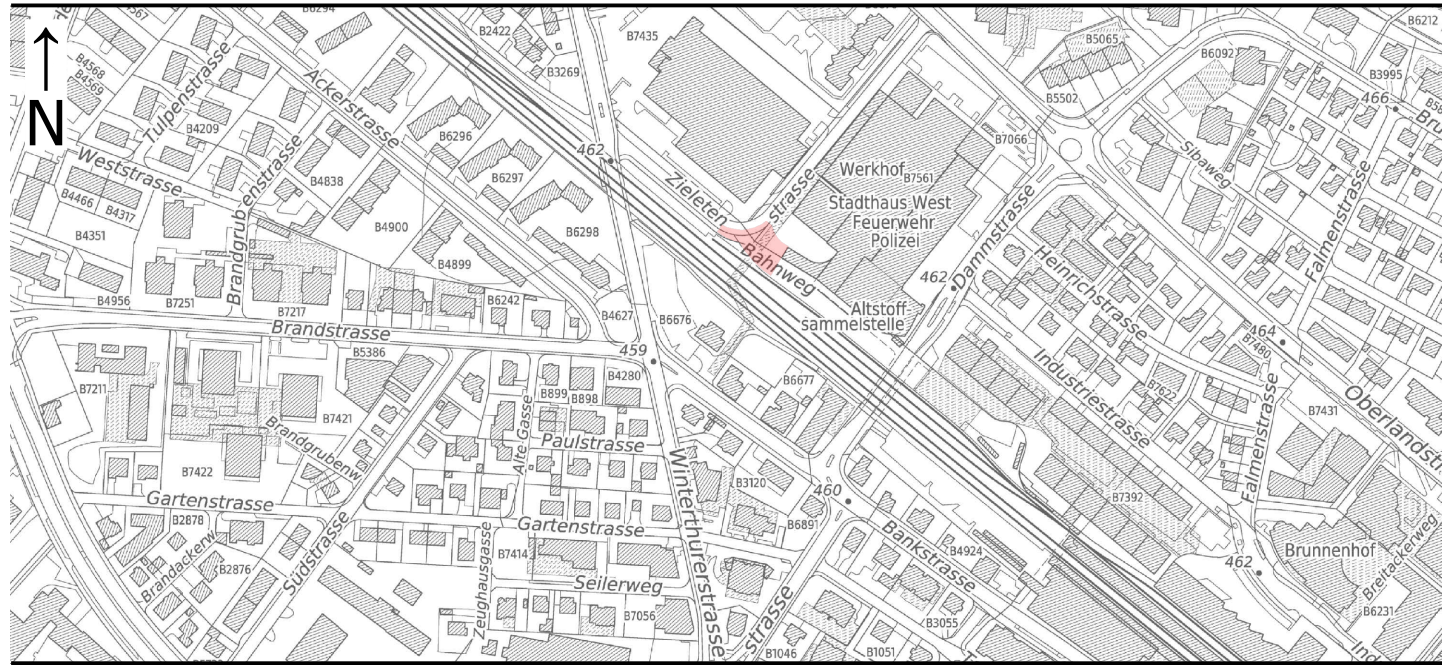 B4567
B6294
B2422
B7435
B5065
B6212
B4568
B4569
B3269
B6092
B3995
Tulpenstrasse
Ackerstrasse
B5502
466
N
B4209
B6296
462
B7066
Weststrasse
B4838
B6297
Zieleten
strasse
Werkhof
B7561
Stadthaus West
Feuerwehr
Polizei
Sibaweg
Falmenstrasse
B4466
B4317
Brandgrubenstrasse
B4351
B4900
B6298
B4899
Bahnweg
462
Dammstrasse
Heinrichstrasse
B4956
B7251
B7217
B6242
B4627
B6676
Altstoff-
sammelstelle
Brandstrasse
459
464
B7480
B5386
B7211
B4280
B899
B898
B6677
Industriestrasse
B7622
Oberlandstr
B7421
Alte Gasse
Paulstrasse
Falmenstrasse
B7431
Brandgrubenw
B7422
Winterthurerstrasse
B3120
460
B7392
Gartenstrasse
Gartenstrasse
B2878
B6891
Bankstrasse
Brunnenhof
Brandackerw
Südstrasse
B7414
B4924
462
Breitackerweg
B2876
Zeughausgasse
Seilerweg
B6231
B7056
strasse
B3055
B1046
B1051
Ind